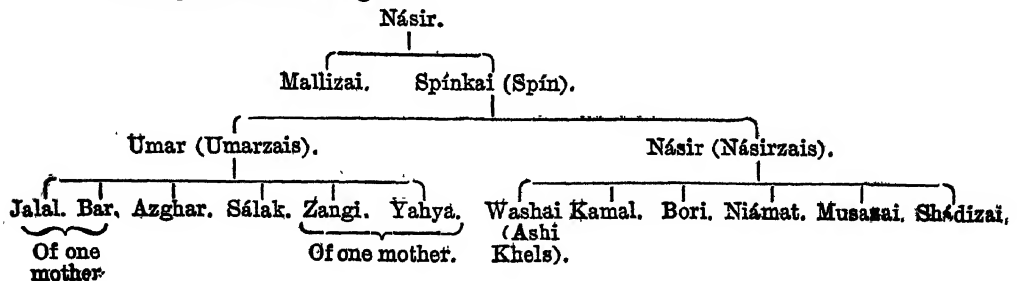 Násir.
Mallizai. Spínkai (Spín).
Umar (Umarzais). Násir (Násirzais).
Jalal. Bar. Azghar. Sálak. Zangi. Yahya. Washai Kamal. Bori. Niámat. Musazai. Shádizai.
(Ashi
Of one Of one mother. Khels).
mother.